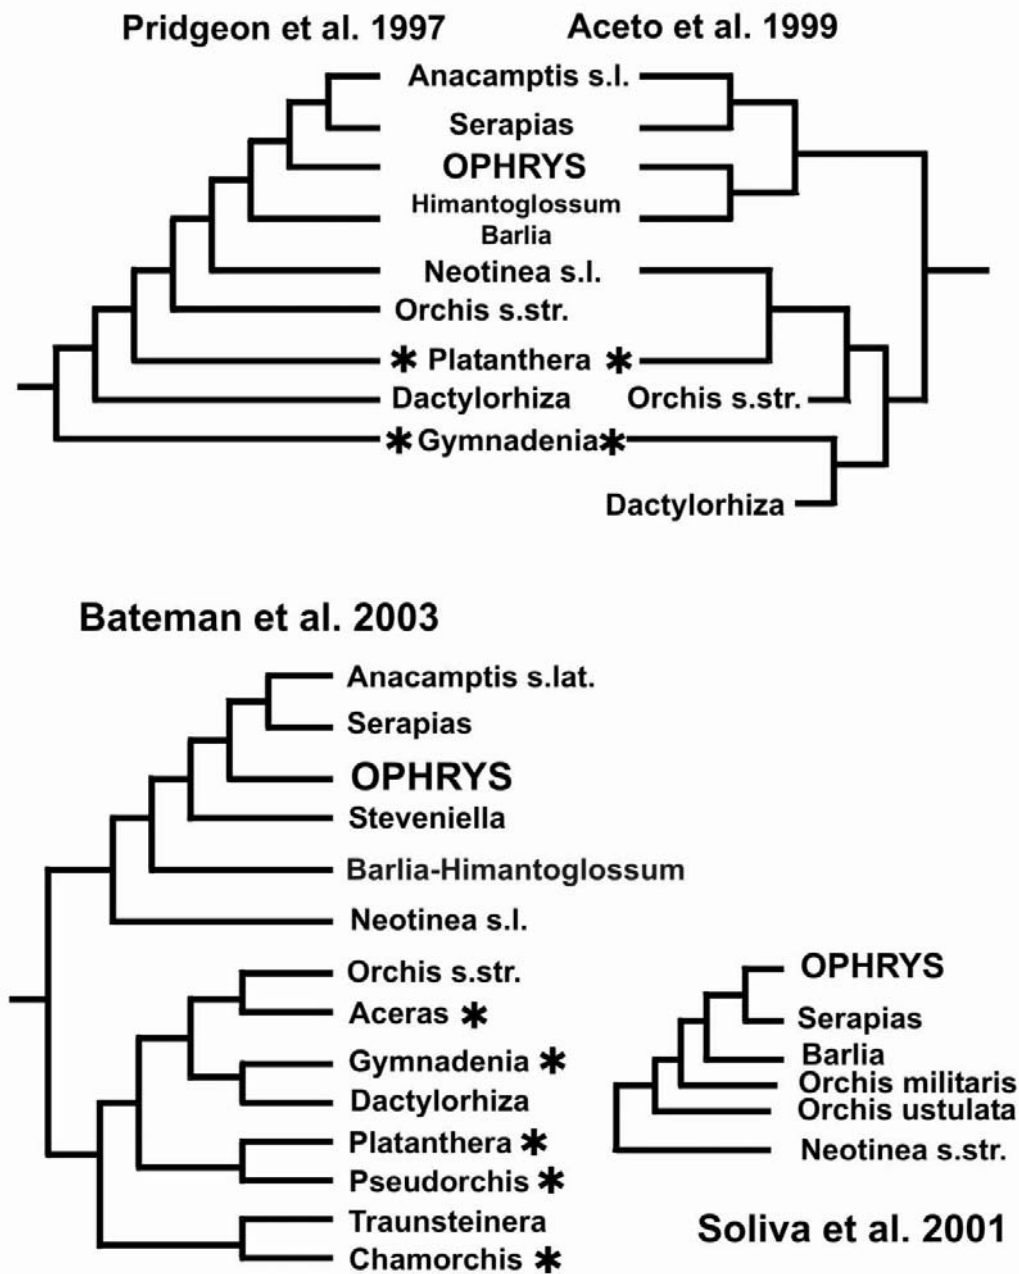 Pridgeon et al. 1997
Aceto et al. 1999
Anacamptis s.l.
Serapias
OPHRYS
Himantoglossum
Barlia
Neotinea s.l.
Orchis s.str.
* Platanthera *
Dactylorhiza
Orchis s.str.
* Gymnadenia *
Dactylorhiza
Bateman et al. 2003
Anacamptis s.lat.
Serapias
OPHRYS
Steveniella
Barlia-Himantoglossum
Neotinea s.l.
Orchis s.str.
Aceras *
Gymnadenia *
Dactylorhiza
Platanthera *
Pseudorchis *
Traunsteinera
Chamorchis *
OPHRYS
Serapias
Barlia
Orchis militaris
Orchis ustulata
Neotinea s.str.
Soliva et al. 2001